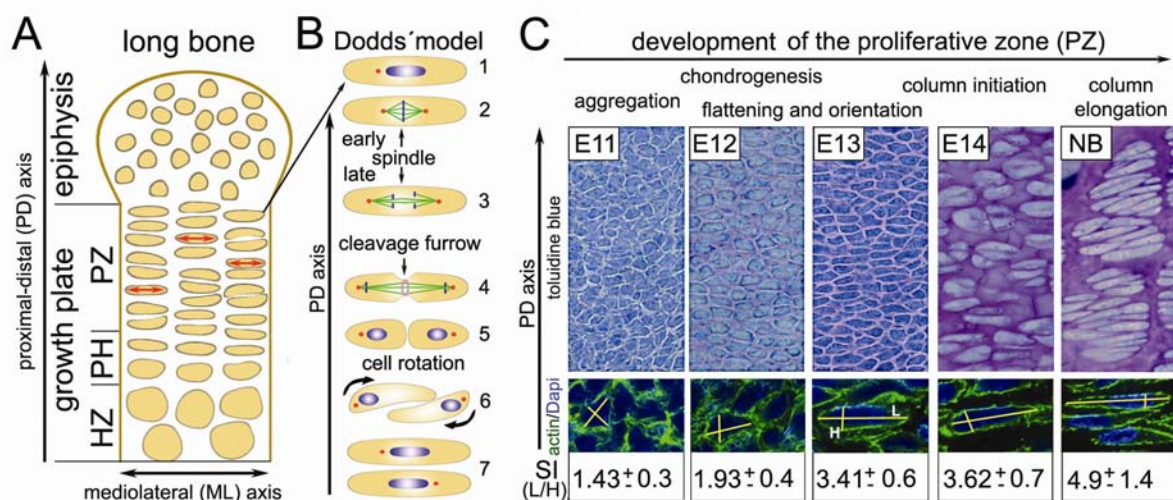 A
long bone
proximal-distal (PD) axis
epiphysis
growth plate
PZ
PH
HZ
mediolateral (ML) axis
B
Dodds´model
PD axis
1
2
early
spindle
late
3
cleavage furrow
4
5
cell rotation
6
7
C
development of the proliferative zone (PZ)
chondrogenesis
column initiation
column
elongation
aggregation
flattening and orientation
PD axis
toluidine blue
E11
E12
E13
E14
NB
actin/Dapi
L
H
SI
(L/H)
1.43± 0.3
1.93± 0.4
3.41± 0.6
3.62± 0.7
4.9± 1.4